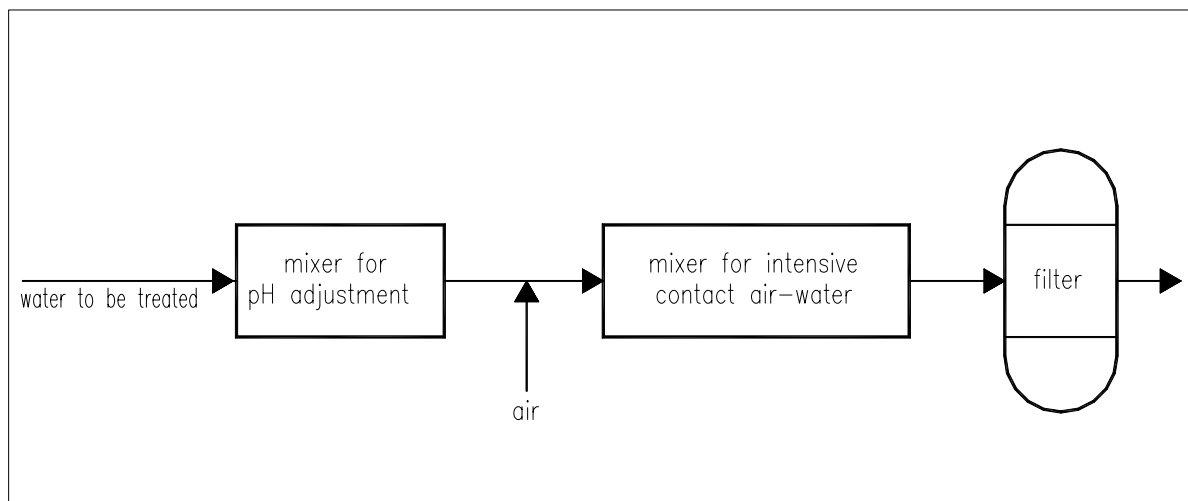 water to be treated
mixer for
pH adjustment
air
mixer for intensive
contact air-water
filter